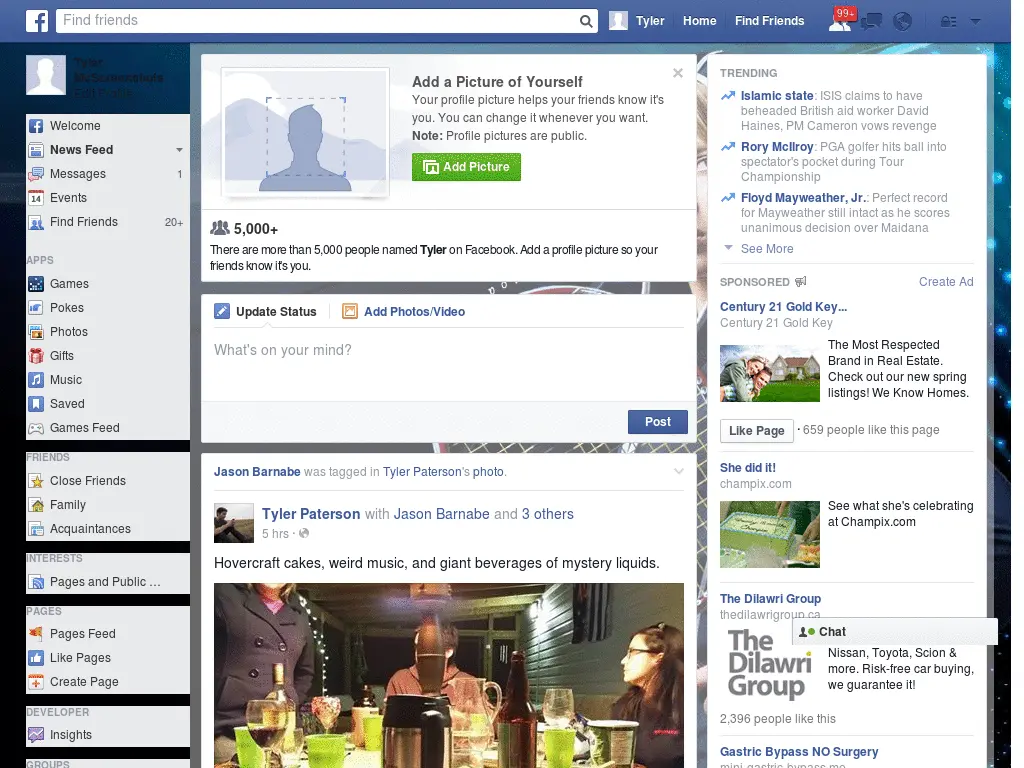 Find friends
Tyler Home Find Friends 99+
Tyler
McScreenshots
Edit Profile
Welcome
News Feed
Messages 1
14 Events
Find Friends 20+
APPS
Games
Pokes
Photos
Gifts
Music
Saved
Games Feed
FRIENDS
Close Friends
Family
Acquaintances
INTERESTS
Pages and Public ...
PAGES
Pages Feed
Like Pages
Create Page
DEVELOPER
Insights
GROUPS
Add a Picture of Yourself
Your profile picture helps your friends know it's
you. You can change it whenever you want.
Note: Profile pictures are public.
Add Picture
5,000+
There are more than 5,000 people named Tyler on Facebook. Add a profile picture so your
friends know it's you.
Update Status Add Photos/Video
What's on your mind?
Post
Jason Barnabe was tagged in Tyler Paterson's photo.
Tyler Paterson with Jason Barnabe and 3 others
5 hrs ·
Hovercraft cakes, weird music, and giant beverages of mystery liquids.
TRENDING
Islamic state: ISIS claims to have
beheaded British aid worker David
Haines, PM Cameron vows revenge
Rory McIlroy: PGA golfer hits ball into
spectator's pocket during Tour
Championship
Floyd Mayweather, Jr.: Perfect record
for Mayweather still intact as he scores
unanimous decision over Maidana
See More
SPONSORED Create Ad
Century 21 Gold Key...
Century 21 Gold Key
The Most Respected
Brand in Real Estate.
Check out our new spring
listings! We Know Homes.
Like Page · 659 people like this page
She did it!
champix.com
See what she's celebrating
at Champix.com
The Dilawri Group
thedilawrigroup.ca
Chat
The
Dilawri
Group
Nissan, Toyota, Scion &
more. Risk-free car buying,
we guarantee it!
2,396 people like this
Gastric Bypass NO Surgery
mini-gastric-bypass.me